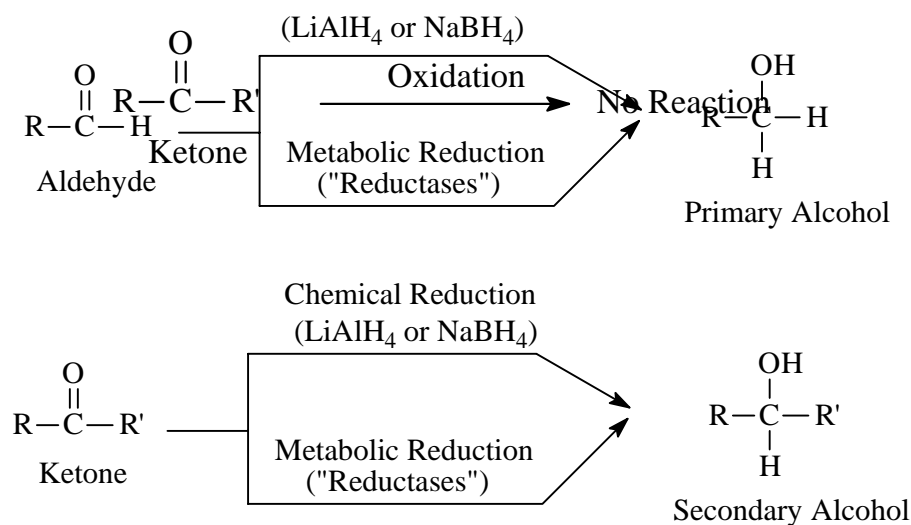 (LiAlH4 or NaBH4)
O
O
Oxidation
OH
R-C-R'
No Reaction
R-C-H
R-C-H
Ketone
Metabolic Reduction
H
Aldehyde
("Reductases")
Primary Alcohol
Chemical Reduction
(LiAlH4 or NaBH4)
O
OH
R-C-R'
R-C-R'
Metabolic Reduction
H
Ketone
("Reductases")
Secondary Alcohol